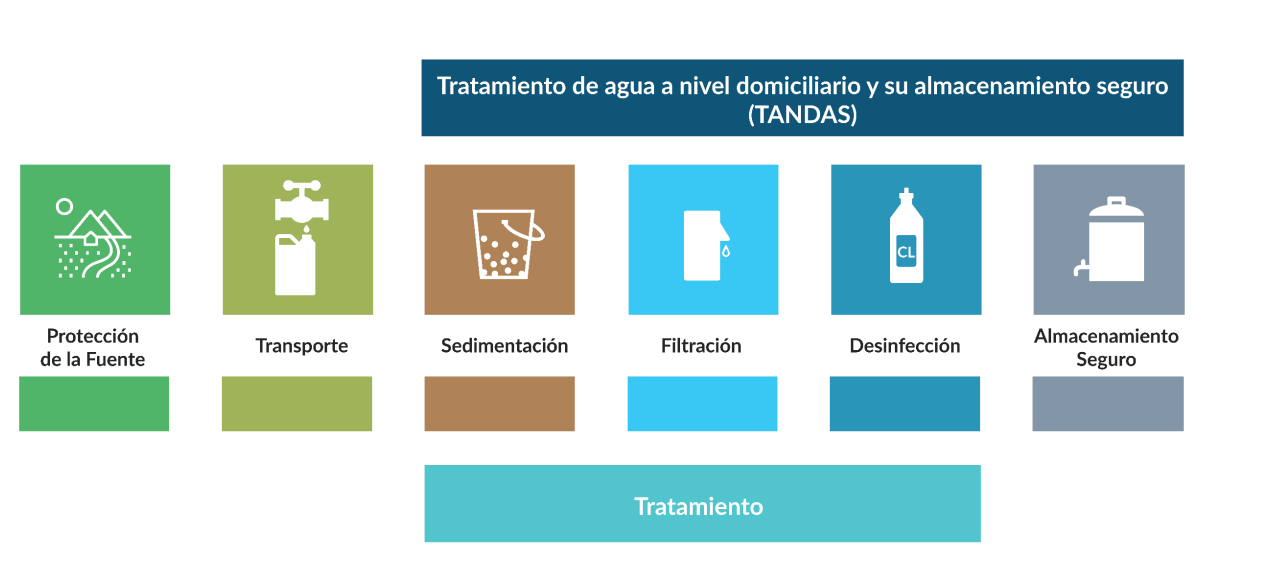 Tratamiento de agua a nivel domiciliario y su almacenamiento seguro
(TANDAS)
CL
Protección
de la Fuente
Transporte
Sedimentación
Filtración
Desinfección
Almacenamiento
Seguro
Tratamiento